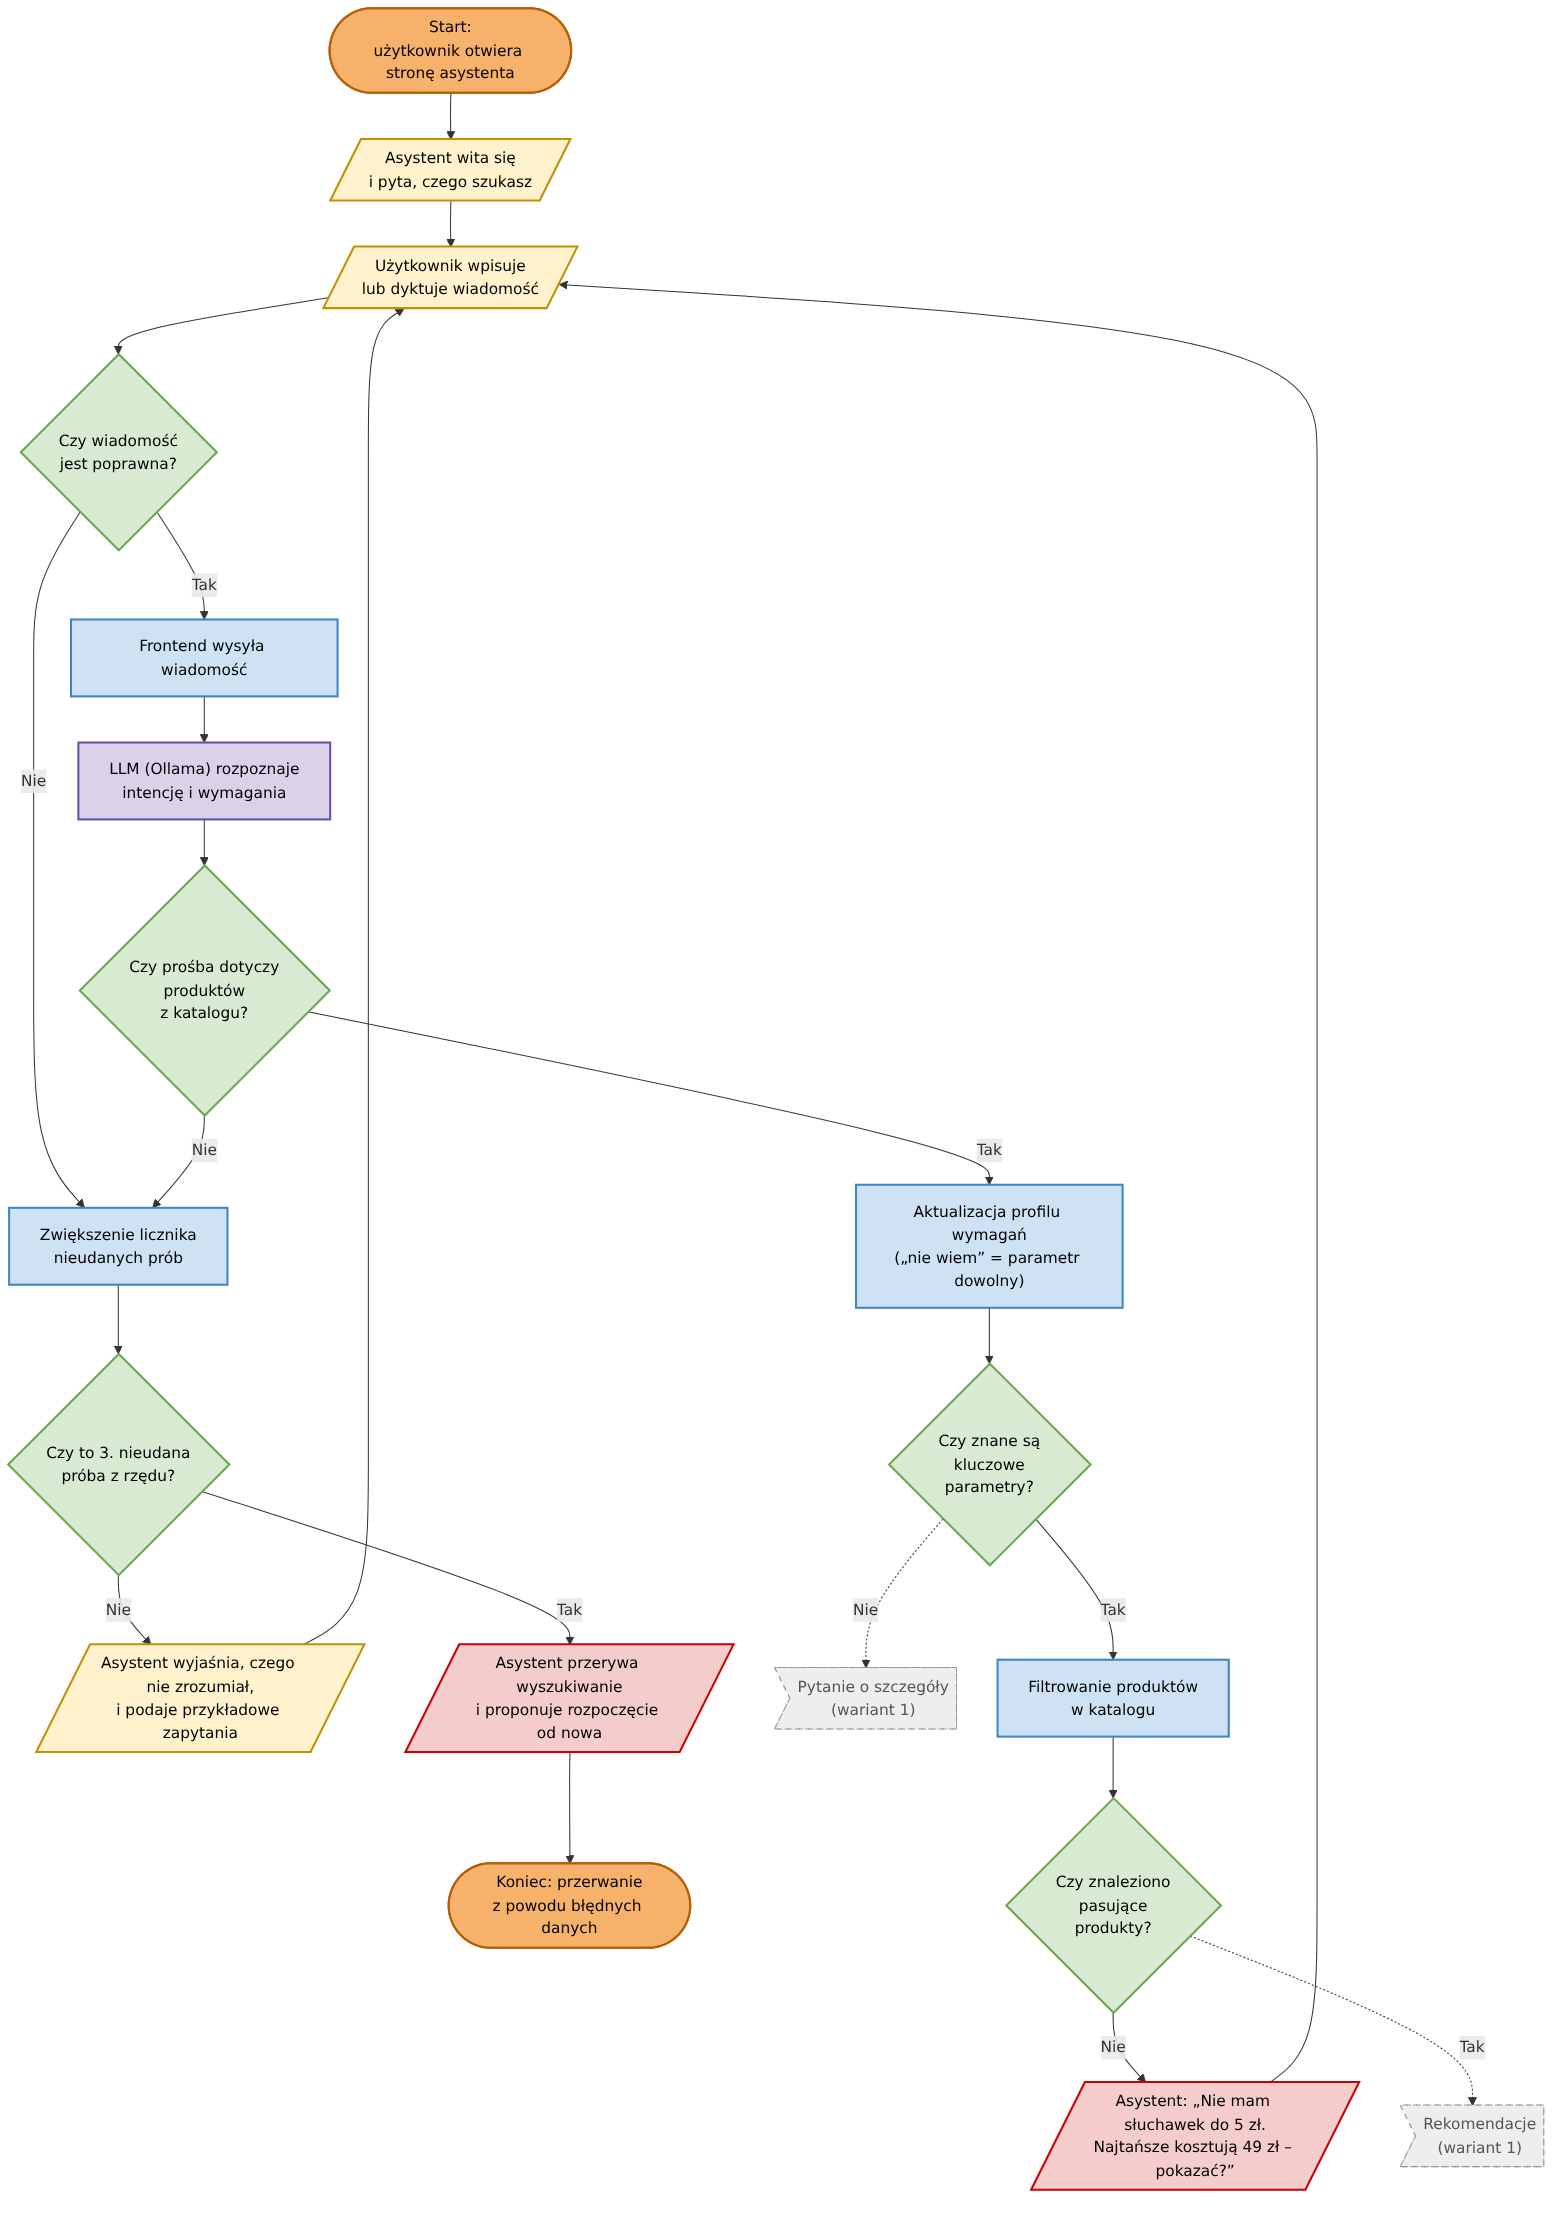 Start:
użytkownik otwiera
stronę asystenta
Asystent wita się
i pyta, czego szukasz
Użytkownik wpisuje
lub dyktuje wiadomość
Czy wiadomość
jest poprawna?
Tak
Frontend wysyła
wiadomość
Nie
LLM (Ollama) rozpoznaje
intencję i wymagania
Czy prośba dotyczy
produktów
z katalogu?
Nie
Tak
Zwiększenie licznika
nieudanych prób
Aktualizacja profilu
wymagań
(„nie wiem” = parametr
dowolny)
Czy to 3. nieudana
próba z rzędu?
Czy znane są
kluczowe
parametry?
Nie
Tak
Nie
Tak
Asystent wyjaśnia, czego
nie zrozumiał,
i podaje przykładowe
zapytania
Asystent przerywa
wyszukiwanie
i proponuje rozpoczęcie
od nowa
Pytanie o szczegóły
(wariant 1)
Filtrowanie produktów
w katalogu
Koniec: przerwanie
z powodu błędnych
danych
Czy znaleziono
pasujące
produkty?
Nie
Tak
Asystent: „Nie mam
słuchawek do 5 zł.
Najtańsze kosztują 49 zł –
pokazać?”
Rekomendacje
(wariant 1)